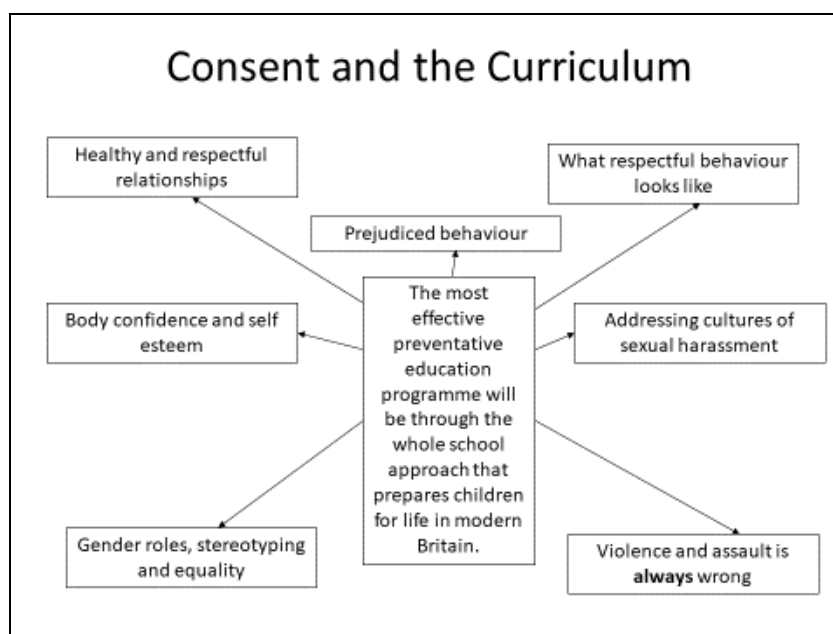 Consent and the Curriculum
Healthy and respectful
relationships
What respectful behaviour
looks like
Prejudiced behaviour
The most
effective
preventative
education
programme will
be through the
whole school
approach that
prepares children
for life in modern
Britain.
Body confidence and self
esteem
Addressing cultures of
sexual harassment
Gender roles, stereotyping
and equality
Violence and assault is
always wrong